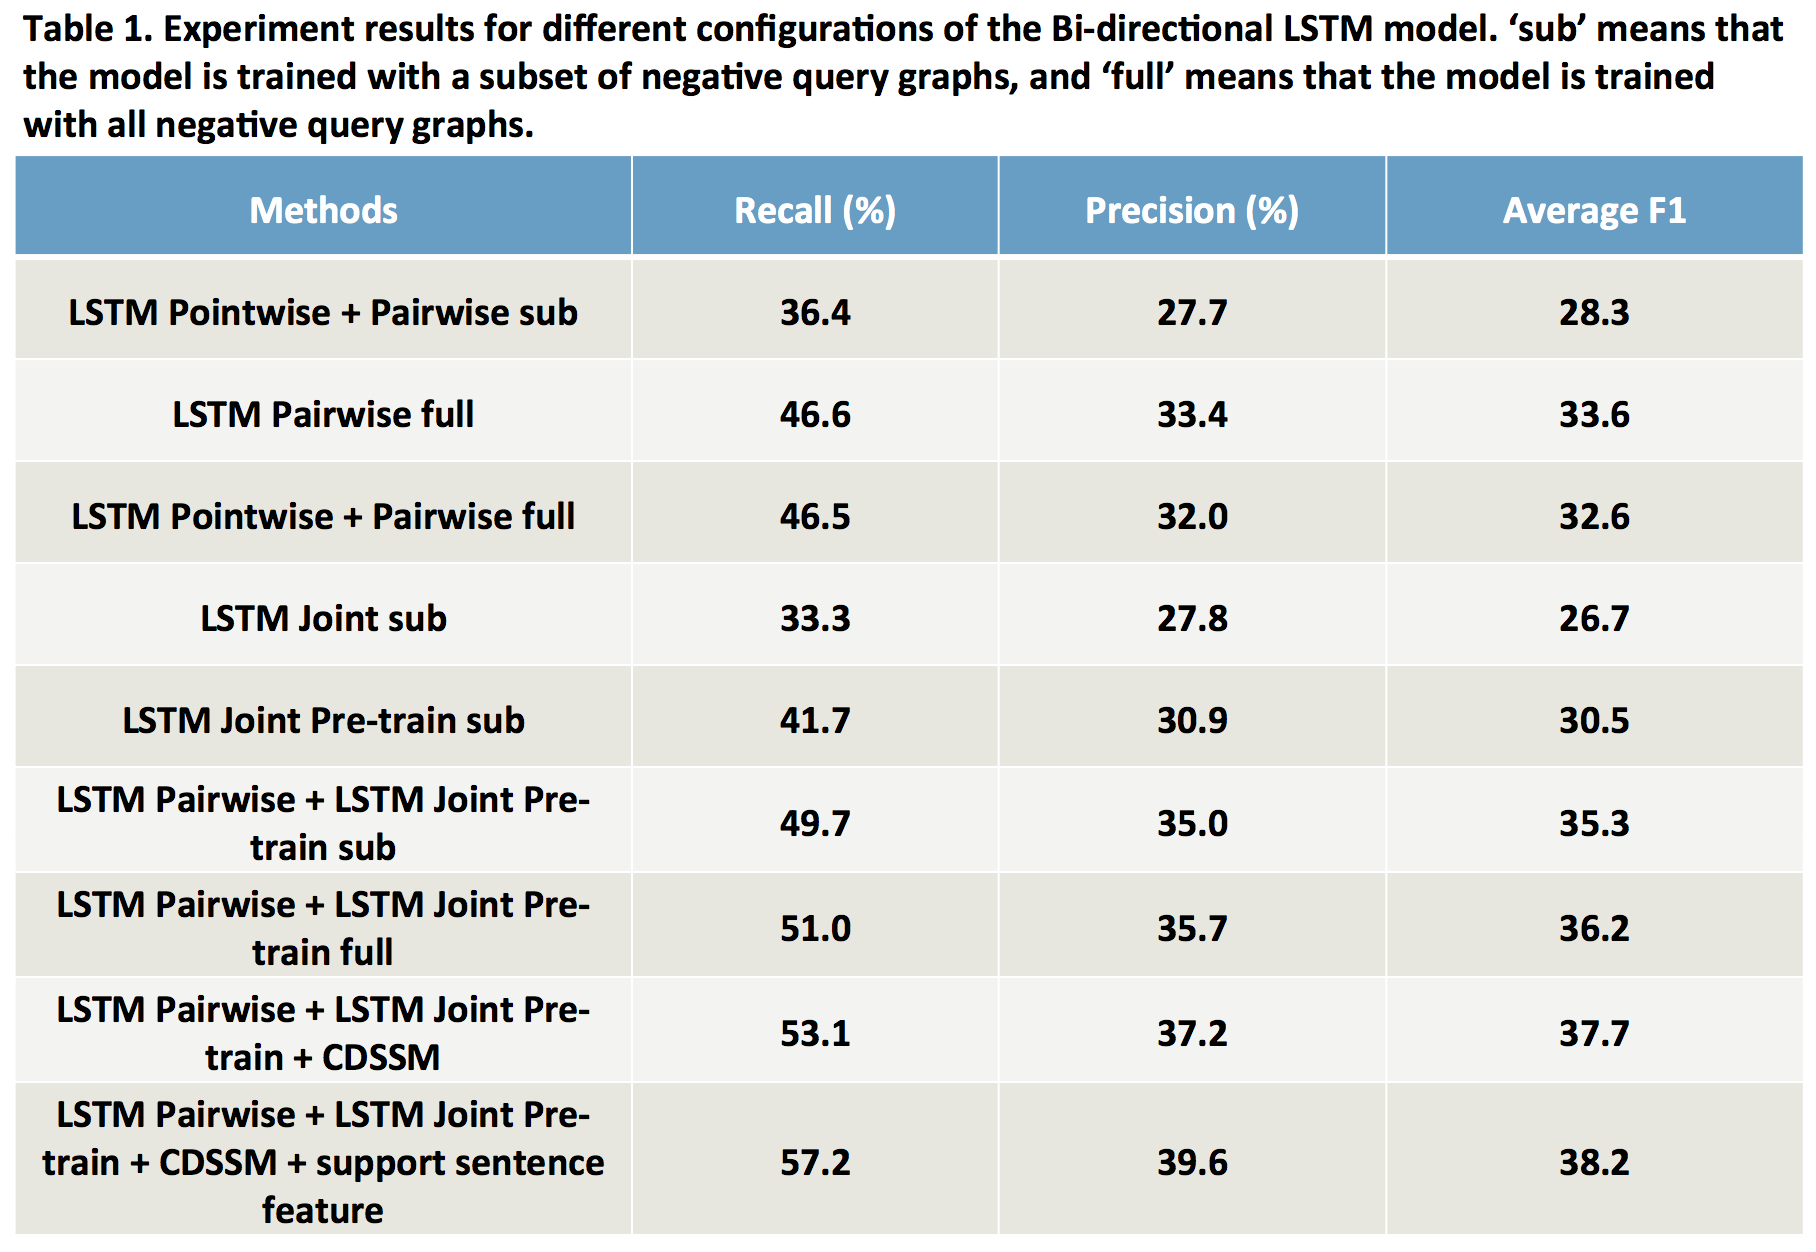 Table 1. Experiment results for different configurations of the Bi-directional LSTM model. ‘sub’ means that
the model is trained with a subset of negative query graphs, and ‘full’ means that the model is trained
with all negative query graphs.
Methods Recall (%) Precision (%) Average F1
LSTM Pointwise + Pairwise sub 36.4 27.7 28.3
LSTM Pairwise full 46.6 33.4 33.6
LSTM Pointwise + Pairwise full 46.5 32.0 32.6
LSTM Joint sub 33.3 27.8 26.7
LSTM Joint Pre-train sub 41.7 30.9 30.5
LSTM Pairwise + LSTM Joint Pre-
train sub
49.7 35.0 35.3
LSTM Pairwise + LSTM Joint Pre-
train full
51.0 35.7 36.2
LSTM Pairwise + LSTM Joint Pre-
train + CDSSM
53.1 37.2 37.7
LSTM Pairwise + LSTM Joint Pre-
train + CDSSM + support sentence
feature
57.2 39.6 38.2